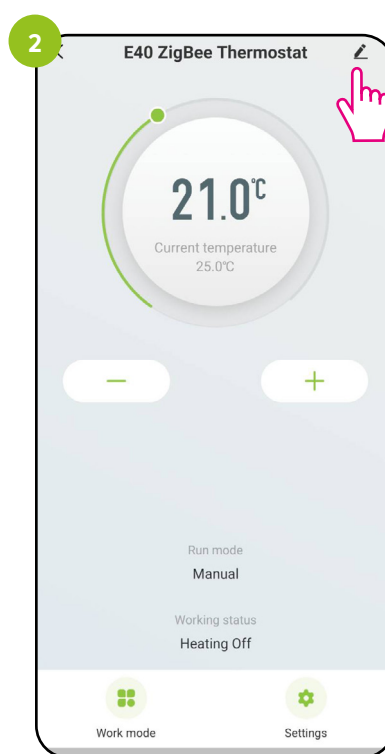 2
E40 ZigBee Thermostat
21.0℃
Current temperature
25.0℃
Run mode
Manual
Working status
Heating Off
Work mode
Settings